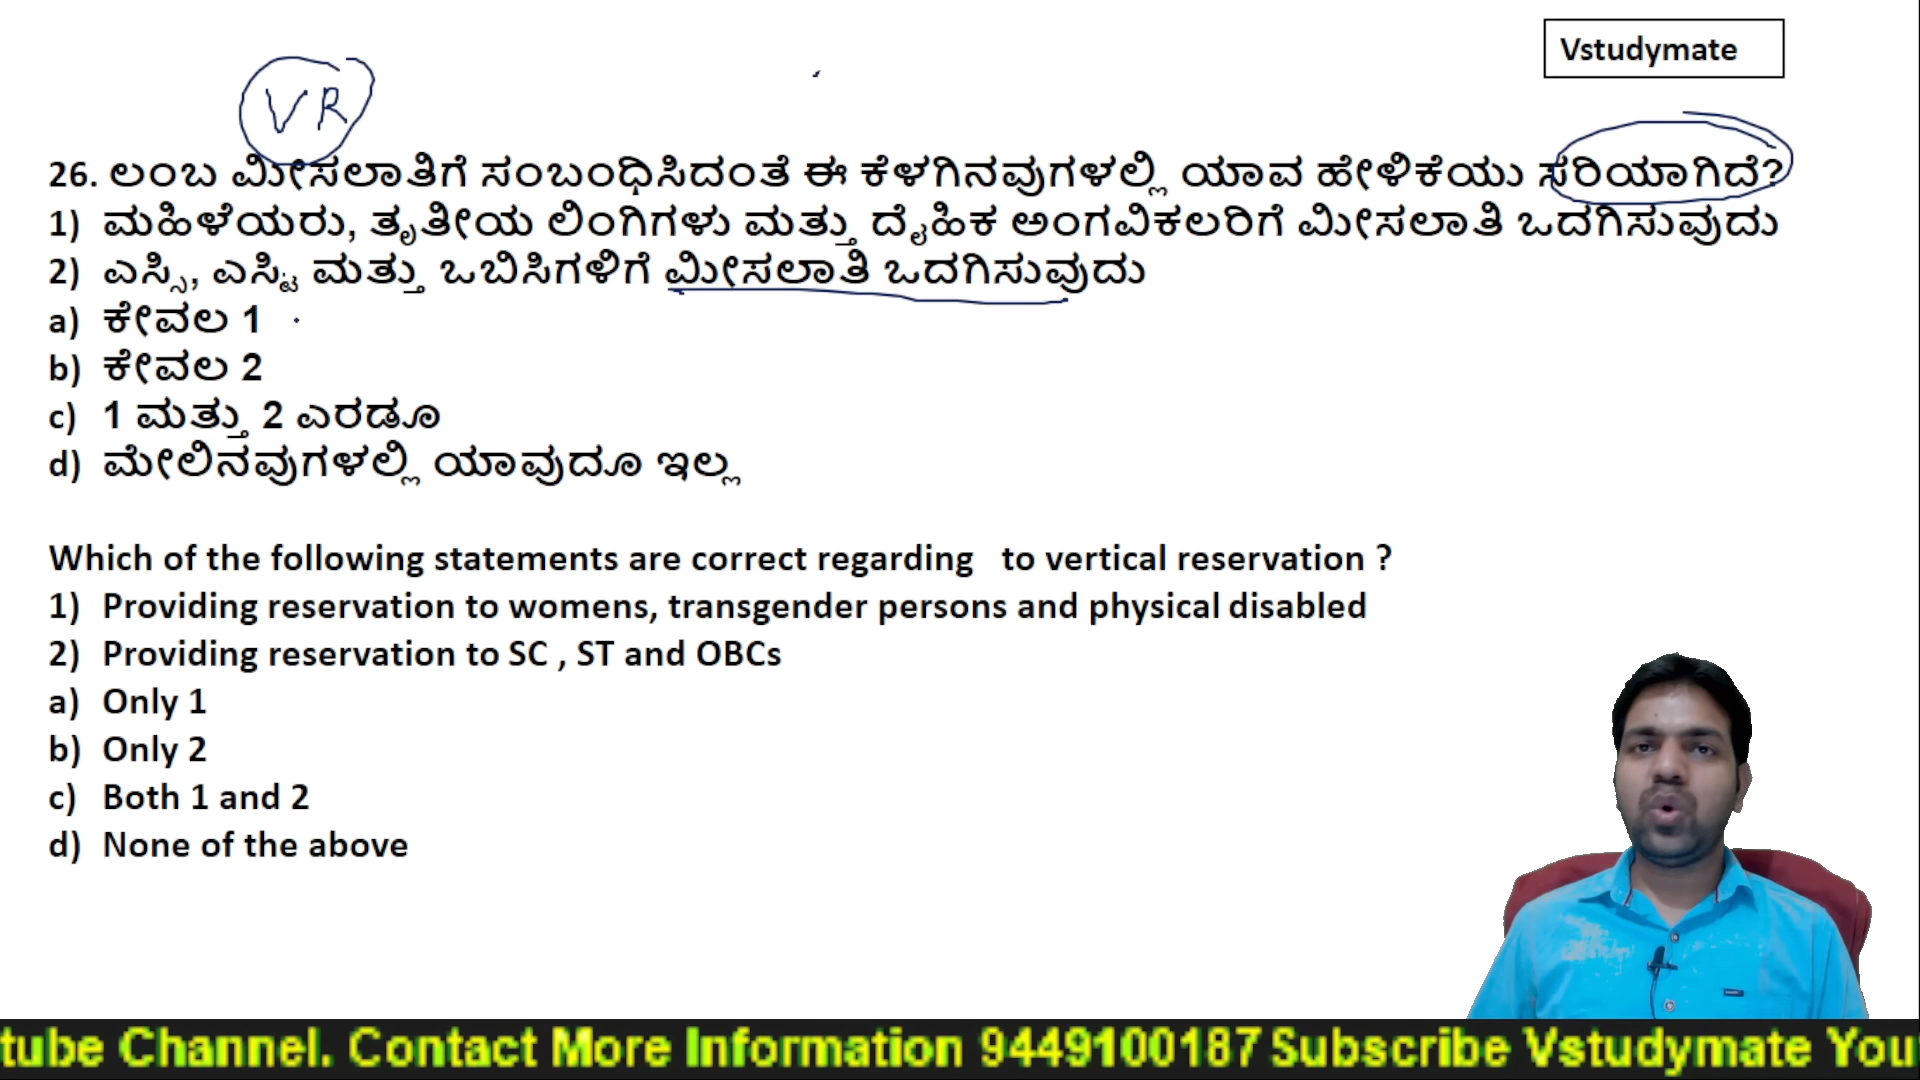 Vstudymate
VR
26. ಲಂಬ ಮೀಸಲಾತಿಗೆ ಸಂಬಂಧಿಸಿದಂತೆ ಈ ಕೆಳಗಿನವುಗಳಲ್ಲಿ ಯಾವ ಹೇಳಿಕೆಯು ಸರಿಯಾಗಿದೆ?
1) ಮಹಿಳೆಯರು, ತೃತೀಯ ಲಿಂಗಿಗಳು ಮತ್ತು ದೈಹಿಕ ಅಂಗವಿಕಲರಿಗೆ ಮೀಸಲಾತಿ ಒದಗಿಸುವುದು
2) ಎಸ್ಸಿ, ಎಸ್ಟಿ ಮತ್ತು ಒಬಿಸಿಗಳಿಗೆ ಮೀಸಲಾತಿ ಒದಗಿಸುವುದು
a) ಕೇವಲ 1
b) ಕೇವಲ 2
c) 1 ಮತ್ತು 2 ಎರಡೂ
d) ಮೇಲಿನವುಗಳಲ್ಲಿ ಯಾವುದೂ ಇಲ್ಲ
Which of the following statements are correct regarding to vertical reservation ?
1) Providing reservation to womens, transgender persons and physical disabled
2) Providing reservation to SC , ST and OBCs
a) Only 1
b) Only 2
c) Both 1 and 2
d) None of the above
tube Channel. Contact More Information 9449100187 Subscribe Vstudymate You